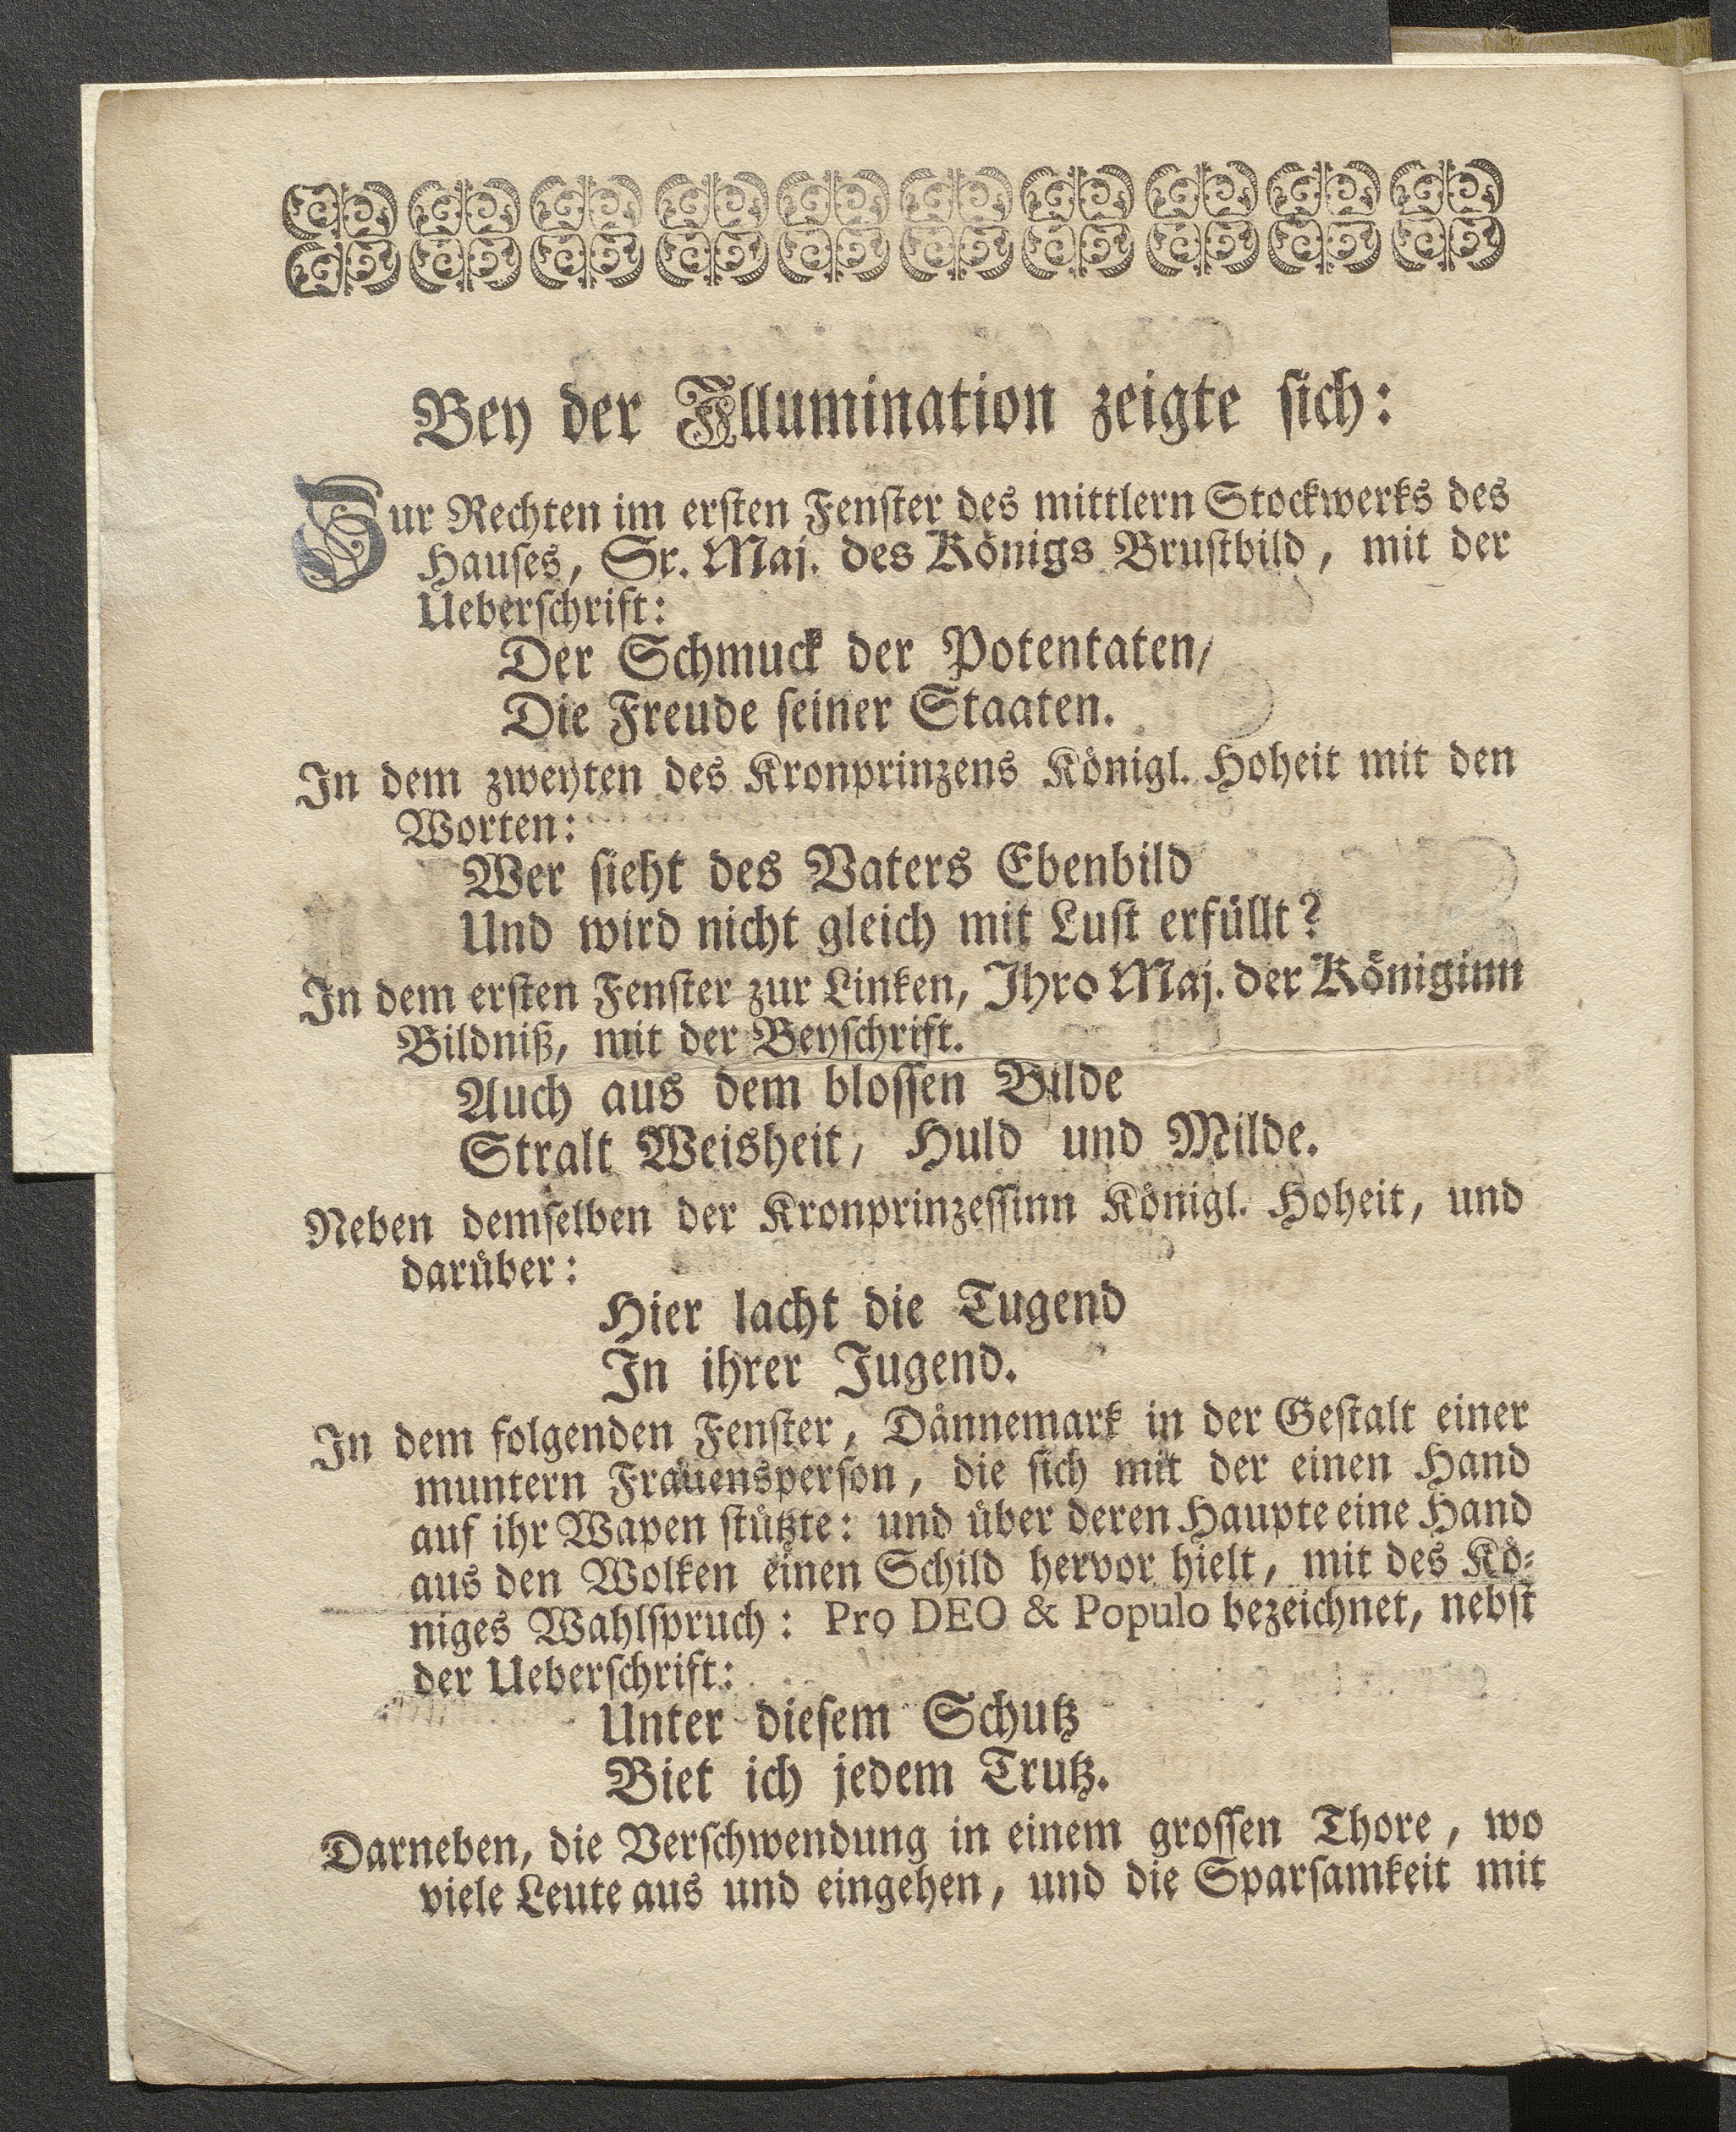 Bey der Illumination zeigte sich:
Zur Rechten im ersten Fenster des mittlern Stockwerks des
Hauses, Sr. Maj. des Königs Brustbild, mit der
Ueberschrift:
Der Schmuck der Potentaten/
Die Freude seiner Staaten.
In dem zweyten des Kronprinzens Königl. Hoheit mit den
Worten:
Wer sieht des Vaters Ebenbild
Und wird nicht gleich mit Lust erfüllt?
In dem ersten Fenster zur Linken, Ihro Maj. der Königinn
Bildniß, mit der Beyschrift.
Auch aus dem blossen Bilde
Stralt Weisheit, Huld und Milde.
Neben demselben der Kronprinzessinn Königl. Hoheit, und
darüber:
Hier lacht die Tugend
In ihrer Jugend.
In dem folgenden Fenster, Dännemark in der Gestalt einer
muntern Frauensperson, die sich mit der einen Hand
auf ihr Wapen stützte: und über deren Haupte eine Hand
aus den Wolken einen Schild hervor hielt, mit des Kö-
niges Wahlspruch: Pro DEO & Populo bezeichnet, nebst
der Ueberschrift:
Unter diesem Schutz
Biet ich jedem Trutz.
Darneben, die Verschwendung in einem grossen Thore, wo
viele Leute aus und eingehen, und die Sparsamkeit mit